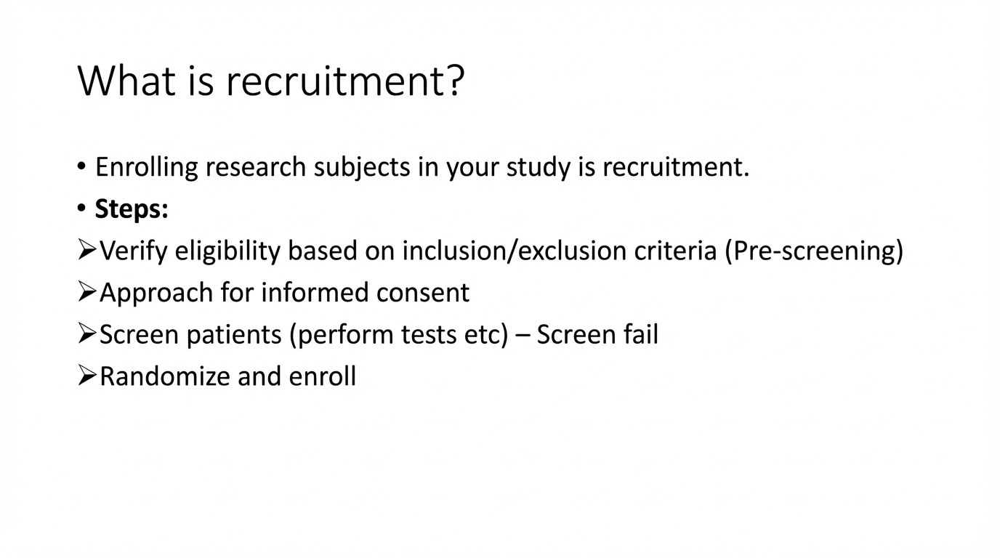 What is recruitment?
• Enrolling research subjects in your study is recruitment.
• Steps:
➢Verify eligibility based on inclusion/exclusion criteria (Pre-screening)
➢Approach for informed consent
➢Screen patients (perform tests etc) – Screen fail
➢Randomize and enroll